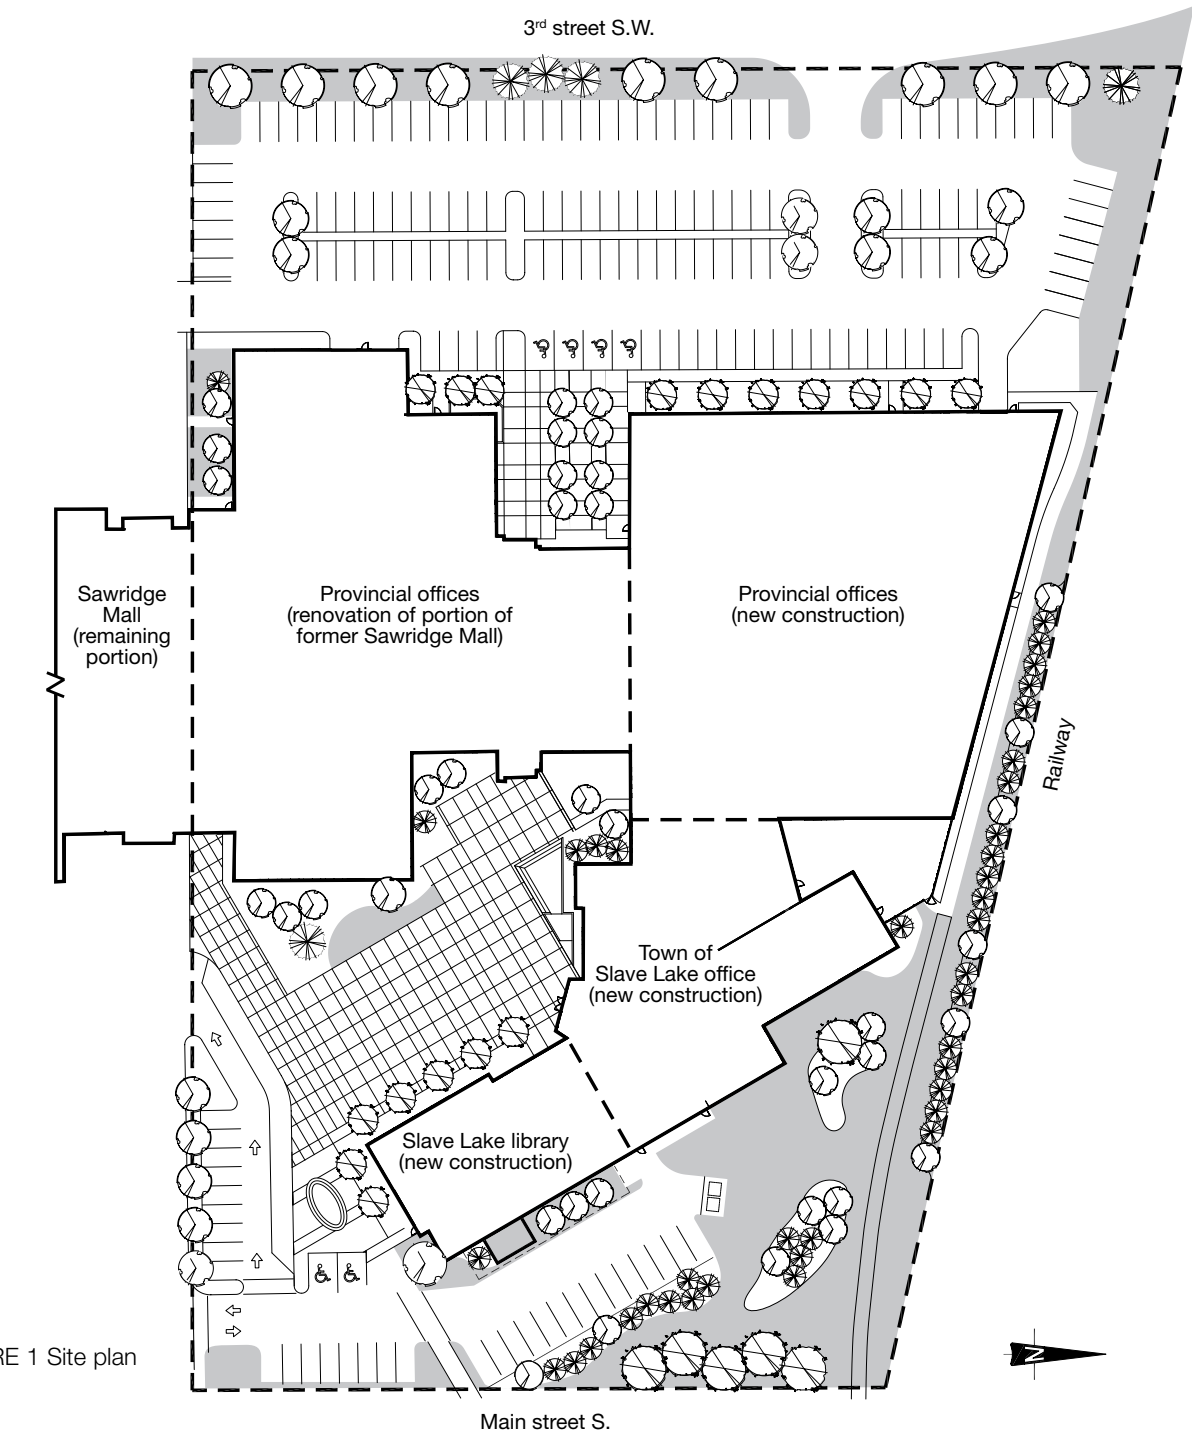 3rd street S.W.
Sawridge
Mall
(remaining
portion)
Provincial offices
(renovation of portion of
former Sawridge Mall)
Provincial offices
(new construction)
Railway
Town of
Slave Lake office
(new construction)
Slave Lake library
(new construction)
RE 1 Site plan
N
Main street S.